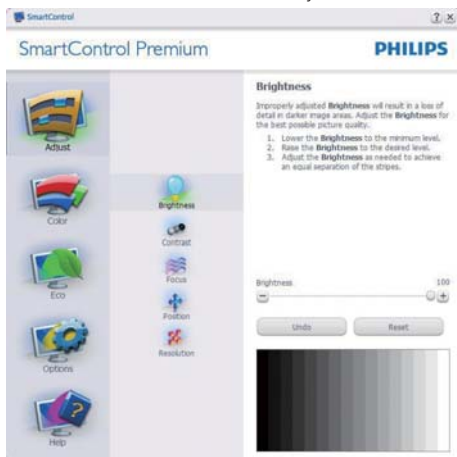 SmartControl
SmartControl Premium
PHILIPS
Adjust
Color
Eco
Options
Help
Brightness
Contrast
Focus
Position
Resolution
Brightness
Improperly adjusted Brightness will result in a loss of
detail in darker image areas. Adjust the Brightness for
the best possible picture quality.
1. Lower the Brightness to the minimum level.
2. Raise the Brightness to the desired level.
3. Adjust the Brightness as needed to achieve
an equal separation of the stripes.
Brightness 100
Undo Reset